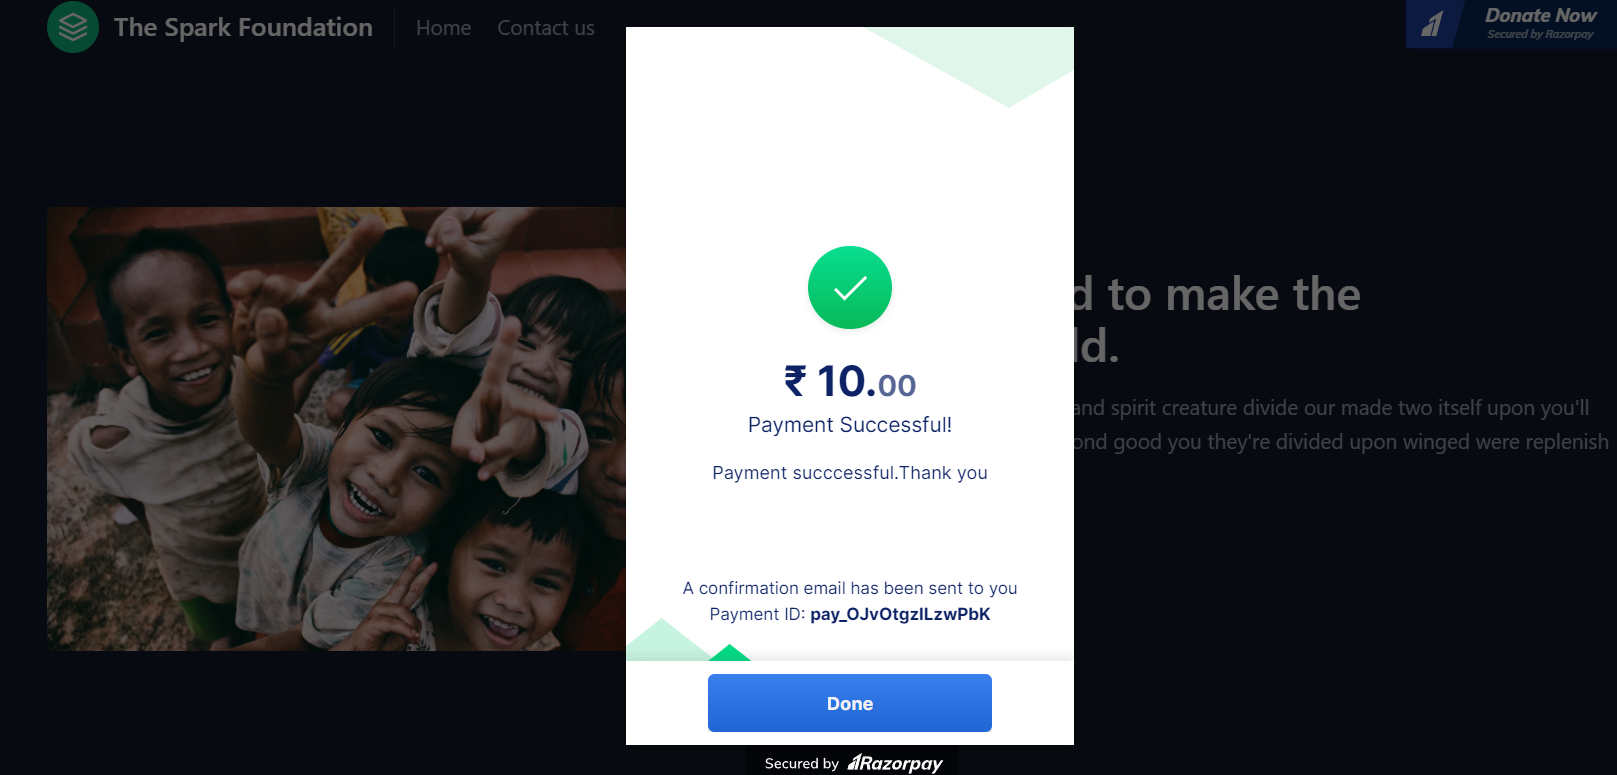 The Spark Foundation
Home
Contact us
Donate Now
Secured by Razorpay
d to make the
ld.
and spirit creature divide our made two itself upon you'll
ond good you they're divided upon winged were replenish
₹ 10.00
Payment Successful!
Payment succcessful.Thank you
A confirmation email has been sent to you
Payment ID: pay_OJvOtgzILzwPbK
Done
Secured by Razorpay